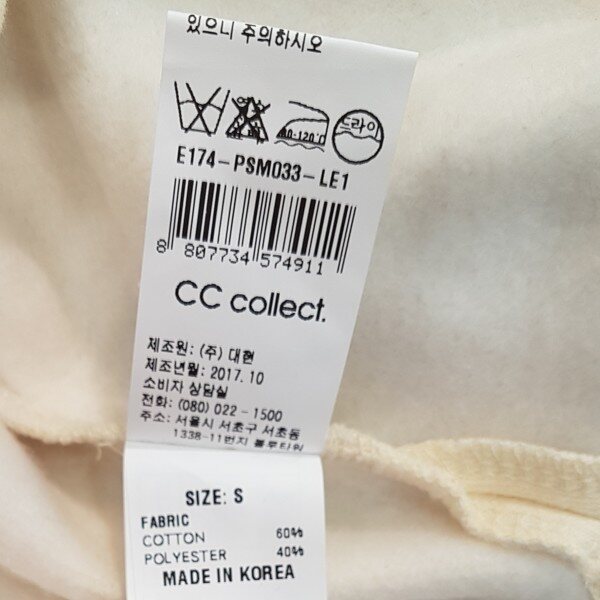 있으니 주의하시오
드라이
80-120°C
E174-PSM033-LE1
8 807734 574911
CC collect.
제조원: (주) 대현
제조년월: 2017. 10
소비자 상담실
전화: (080) 022-1500
주소: 서울시 서초구 서초동
1338-11번지 블루타워
SIZE: S
FABRIC
COTTON 60%
POLYESTER 40%
MADE IN KOREA